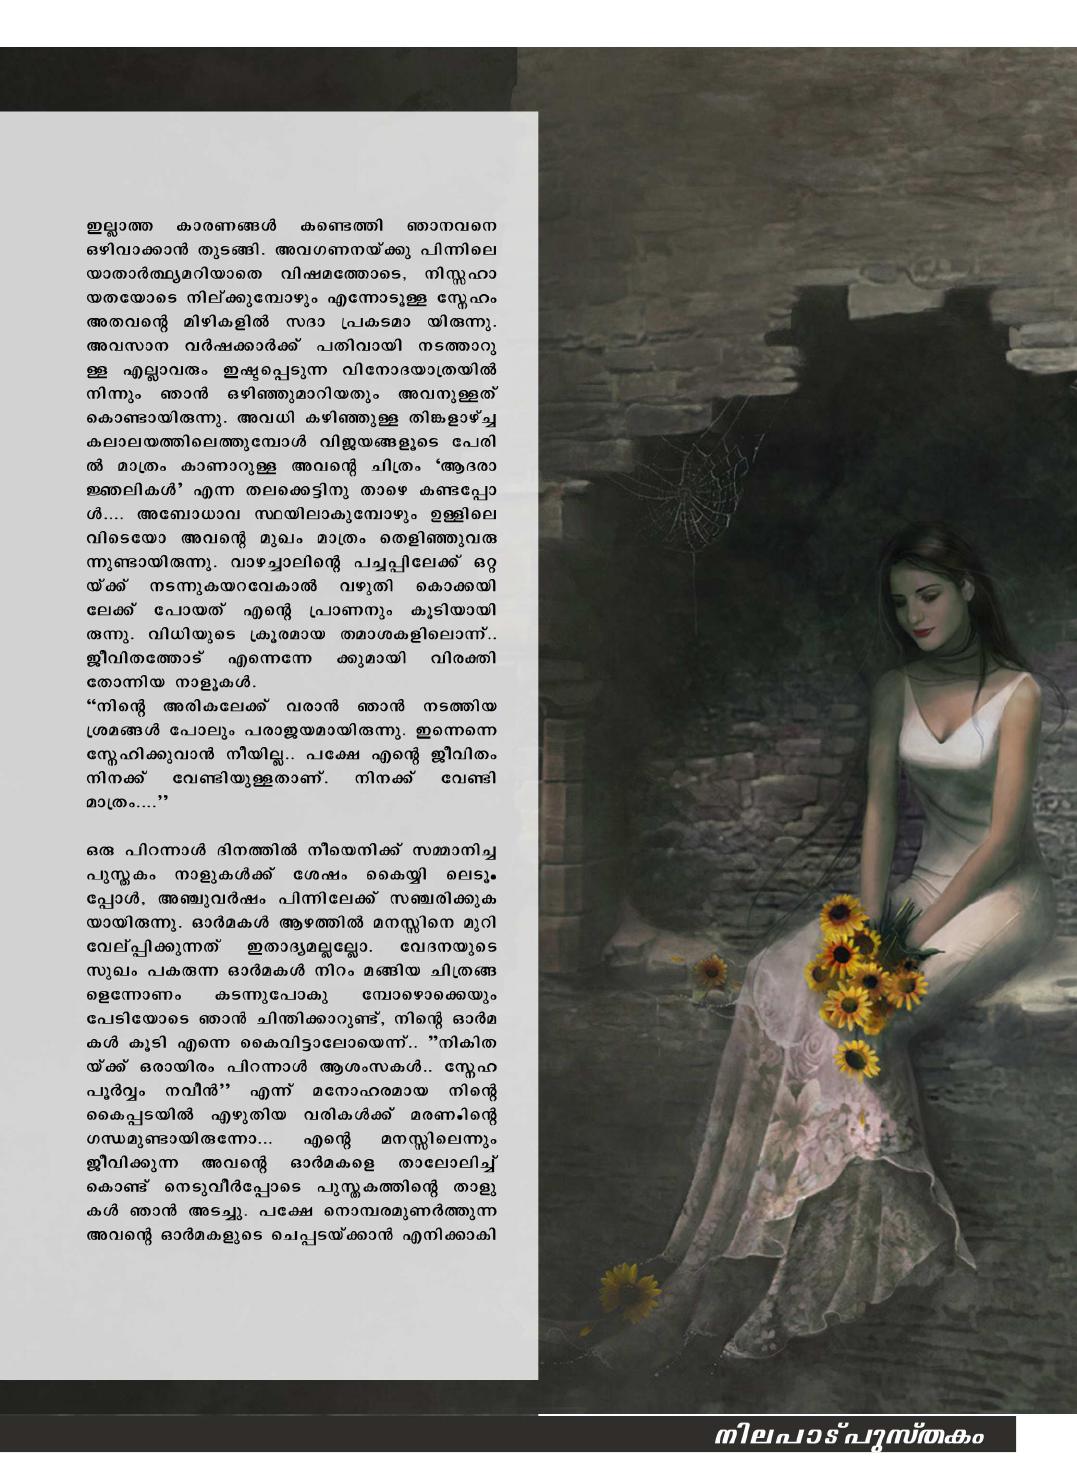 ഇല്ലാത്ത കാരണങ്ങൾ കണ്ടെത്തി ഞാനവനെ
ഒഴിവാക്കാൻ തുടങ്ങി. അവഗണനയ്ക്കു പിന്നിലെ
യാതാർത്ഥ്യമറിയാതെ വിഷമത്തോടെ, നിസ്സഹാ
യതയോടെ നില്ക്കുമ്പോഴും എന്നോടുള്ള സ്നേഹം
അതവന്റെ മിഴികളിൽ സദാ പ്രകടമാ യിരുന്നു.
അവസാന വർഷക്കാർക്ക് പതിവായി നടത്താറു
ള്ള എല്ലാവരും ഇഷ്ടപ്പെടുന്ന വിനോദയാത്രയിൽ
നിന്നും ഞാൻ ഒഴിഞ്ഞുമാറിയതും അവനുള്ളത്
കൊണ്ടായിരുന്നു. അവധി കഴിഞ്ഞുള്ള തിങ്കളാഴ്ച്ച
കലാലയത്തിലെത്തുമ്പോൾ വിജയങ്ങളുടെ പേരി
ൽ മാത്രം കാണാറുള്ള അവന്റെ ചിത്രം ‘ആദരാ
ഞ്ഞലികൾ’ എന്ന തലക്കെട്ടിനു താഴെ കണ്ടപ്പോ
ൾ.... അബോധാവ സ്ഥയിലാകുമ്പോഴും ഉള്ളിലെ
വിടെയോ അവന്റെ മുഖം മാത്രം തെളിഞ്ഞുവരു
ന്നുണ്ടായിരുന്നു. വാഴച്ചാലിന്റെ പച്ചപ്പിലേക്ക് ഒറ്റ
യ്ക്ക് നടന്നുകയറവേകാൽ വഴുതി കൊക്കയി
ലേക്ക് പോയത് എന്റെ പ്രാണനും കൂടിയായി
രുന്നു. വിധിയുടെ ക്രൂരമായ തമാശകളിലൊന്ന്..
ജീവിതത്തോട് എന്നെന്നേ ക്കുമായി വിരക്തി
തോന്നിയ നാളുകൾ.
“നിന്റെ അരികലേക്ക് വരാൻ ഞാൻ നടത്തിയ
ശ്രമങ്ങൾ പോലും പരാജയമായിരുന്നു. ഇന്നെന്നെ
സ്നേഹിക്കുവാൻ നീയില്ല.. പക്ഷേ എന്റെ ജീവിതം
നിനക്ക് വേണ്ടിയുള്ളതാണ്. നിനക്ക് വേണ്ടി
മാത്രം....’’
ഒരു പിറന്നാൾ ദിനത്തിൽ നീയെനിക്ക് സമ്മാനിച്ച
പുസ്തകം നാളുകൾക്ക് ശേഷം കൈയ്യി ലെടും
പ്പോൾ, അഞ്ചുവർഷം പിന്നിലേക്ക് സഞ്ചരിക്കുക
യായിരുന്നു. ഓർമകൾ ആഴത്തിൽ മനസ്സിനെ മുറി
വേല്പ്പിക്കുന്നത് ഇതാദ്യമല്ലല്ലോ. വേദനയുടെ
സുഖം പകരുന്ന ഓർമകൾ നിറം മങ്ങിയ ചിത്രങ്ങ
ളെന്നോണം കടന്നുപോകു മ്പോഴൊക്കെയും
പേടിയോടെ ഞാൻ ചിന്തിക്കാറുണ്ട്, നിന്റെ ഓർമ
കൾ കൂടി എന്നെ കൈവിട്ടാലോയെന്ന്.. ’’നികിത
യ്ക്ക് ഒരായിരം പിറന്നാൾ ആശംസകൾ.. സ്നേഹ
പൂർവ്വം നവീൻ’’ എന്ന് മനോഹരമായ നിന്റെ
കൈപ്പടയിൽ എഴുതിയ വരികൾക്ക്
ഗന്ധമുണ്ടായിരുന്നോ... എന്റെ മനസ്സിലെന്നും
ജീവിക്കുന്ന അവന്റെ ഓർമകളെ താലോലിച്ച്
കൊണ്ട് നെടുവീർപ്പോടെ പുസ്തകത്തിന്റെ താളു
കൾ ഞാൻ അടച്ചു. പക്ഷേ നൊമ്പരമുണർത്തുന്ന
അവന്റെ ഓർമകളുടെ ചെപ്പടയ്ക്കാൻ എനിക്കാകി
നിലപാട് പുസ്തകം